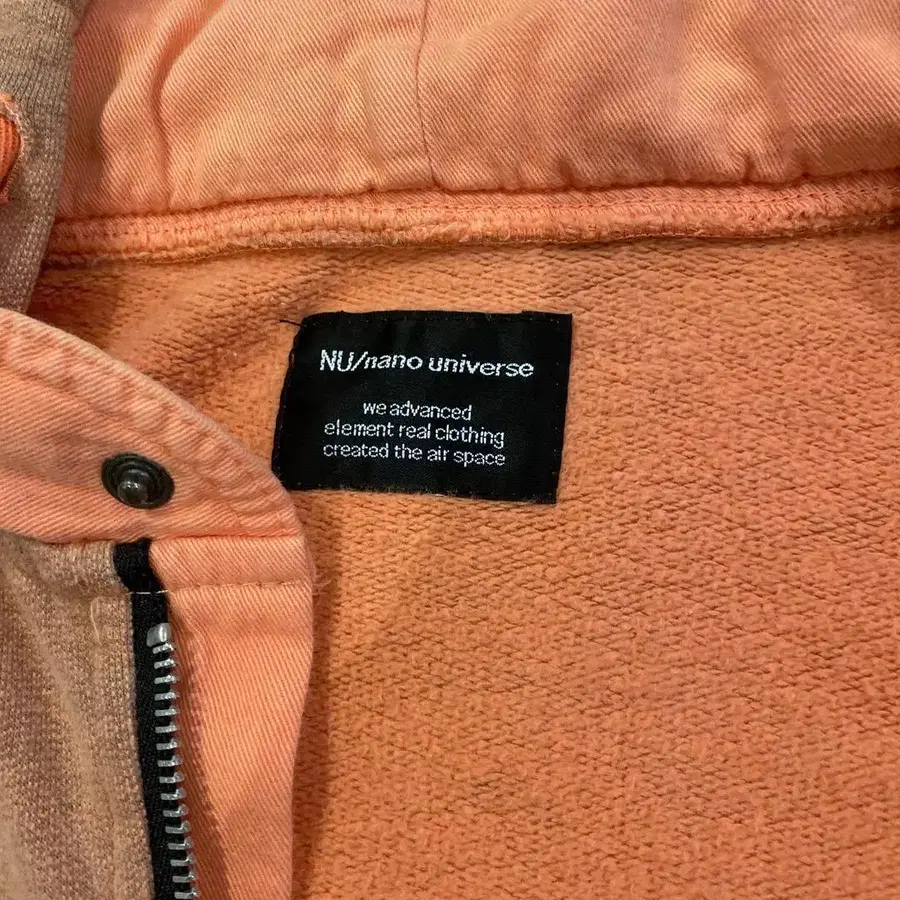 NU/nano universe
we advanced
element real clothing
created the air space